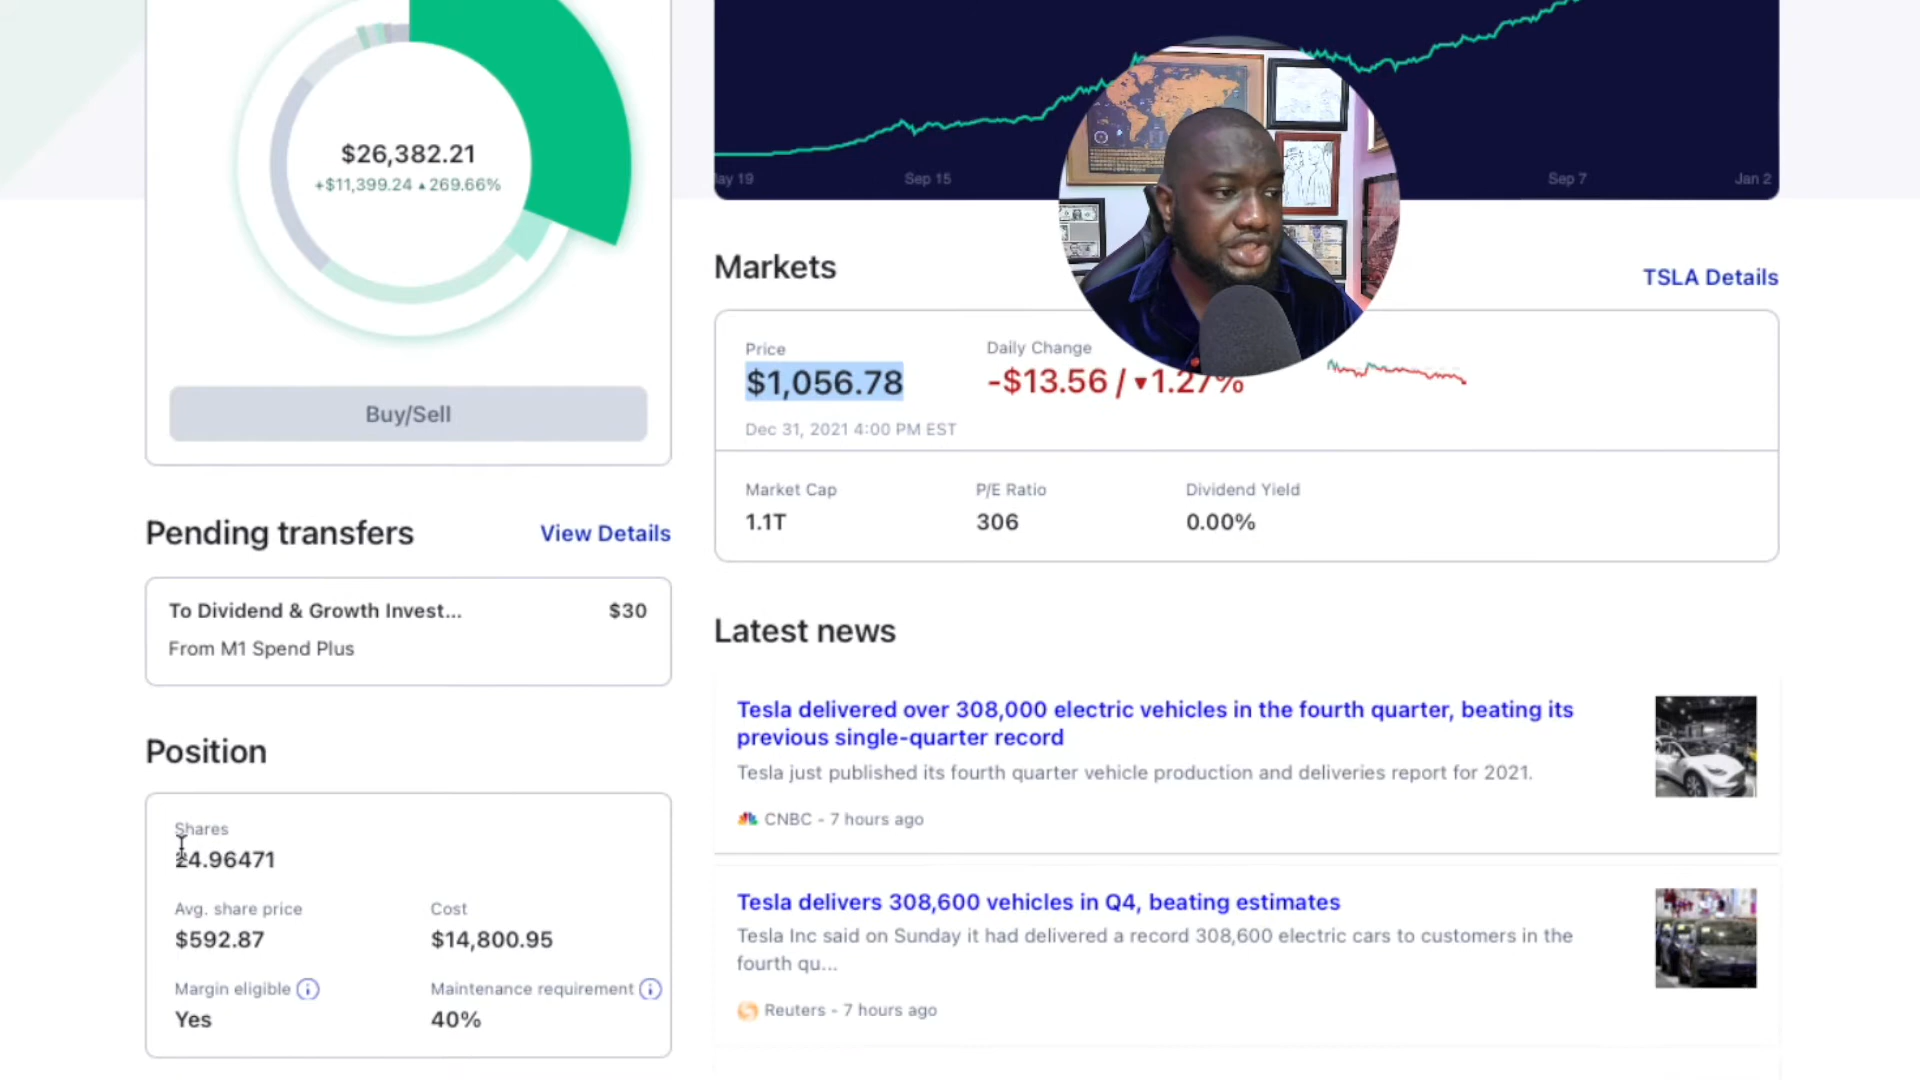 $26,382.21
+$11,399.24 ▲ 269.66%
Buy/Sell
Pending transfers
View Details
To Dividend & Growth Invest...
$30
From M1 Spend Plus
Position
Shares
24.96471
Avg. share price
Cost
$592.87
$14,800.95
Margin eligible
Maintenance requirement
Yes
40%
ay 19
Sep 15
Sep 7
Jan 2
Markets
TSLA Details
Price
Daily Change
$1,056.78
-$13.56 / ▼1.27%
Dec 31, 2021 4:00 PM EST
Market Cap
P/E Ratio
Dividend Yield
1.1T
306
0.00%
Latest news
Tesla delivered over 308,000 electric vehicles in the fourth quarter, beating its
previous single-quarter record
Tesla just published its fourth quarter vehicle production and deliveries report for 2021.
CNBC - 7 hours ago
Tesla delivers 308,600 vehicles in Q4, beating estimates
Tesla Inc said on Sunday it had delivered a record 308,600 electric cars to customers in the
fourth qu...
Reuters - 7 hours ago